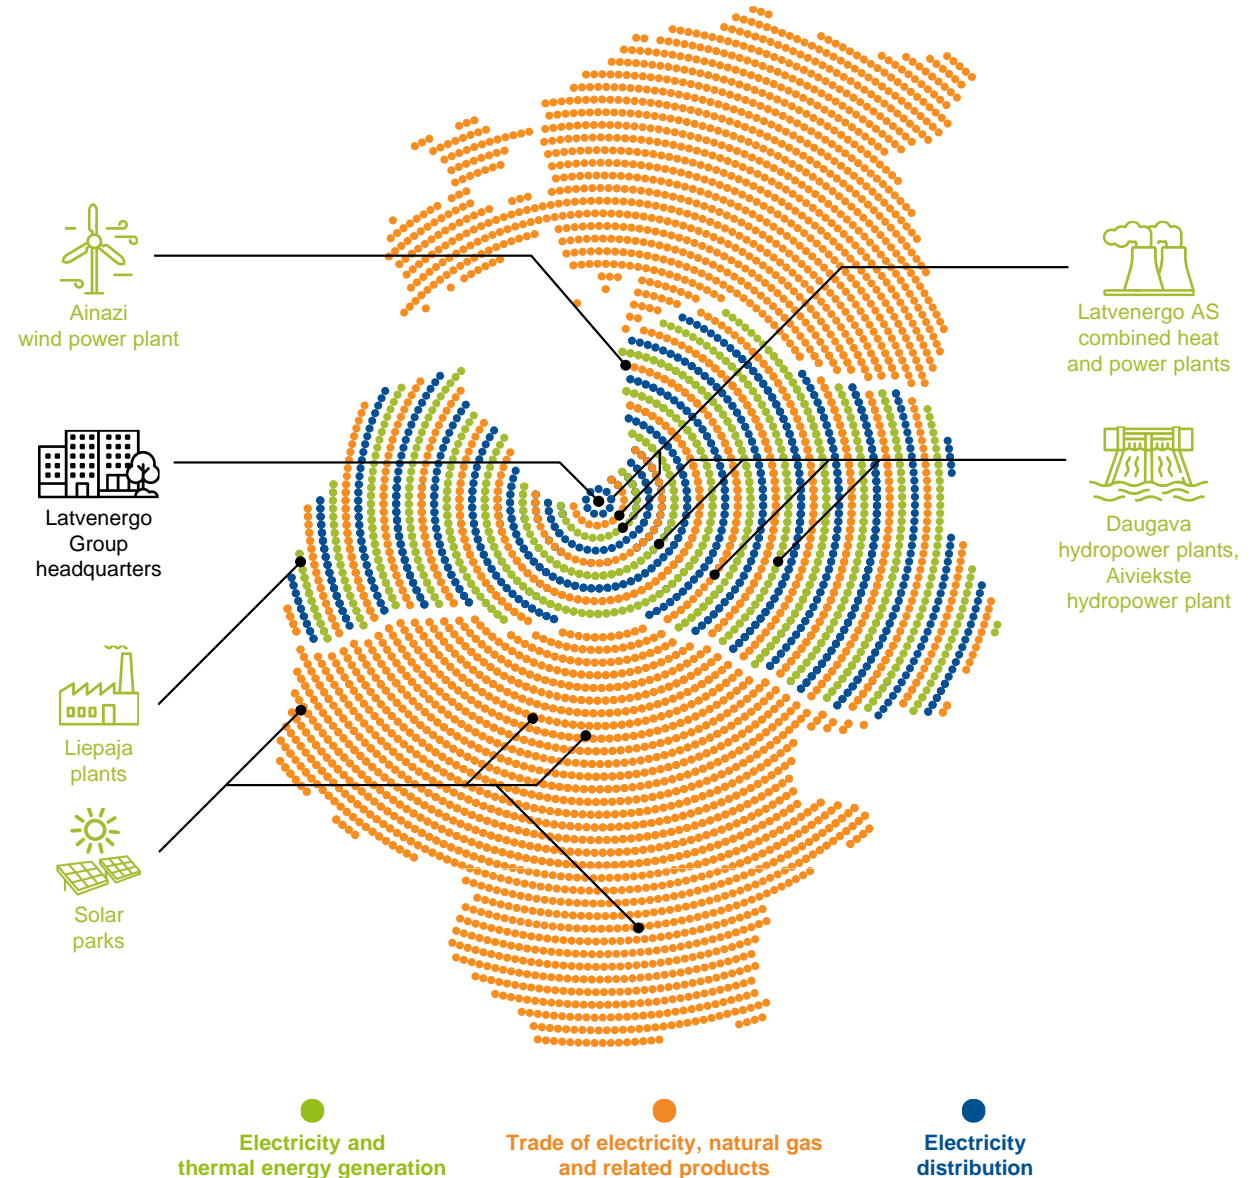 Ainazi
wind power plant
Latvenergo AS
combined heat
and power plants
Latvenergo
Group
headquarters
Daugava
hydropower plants,
Aiviekste
hydropower plant
Liepaja
plants
Solar
parks
Electricity and
thermal energy generation
Trade of electricity, natural gas
and related products
Electricity
distribution